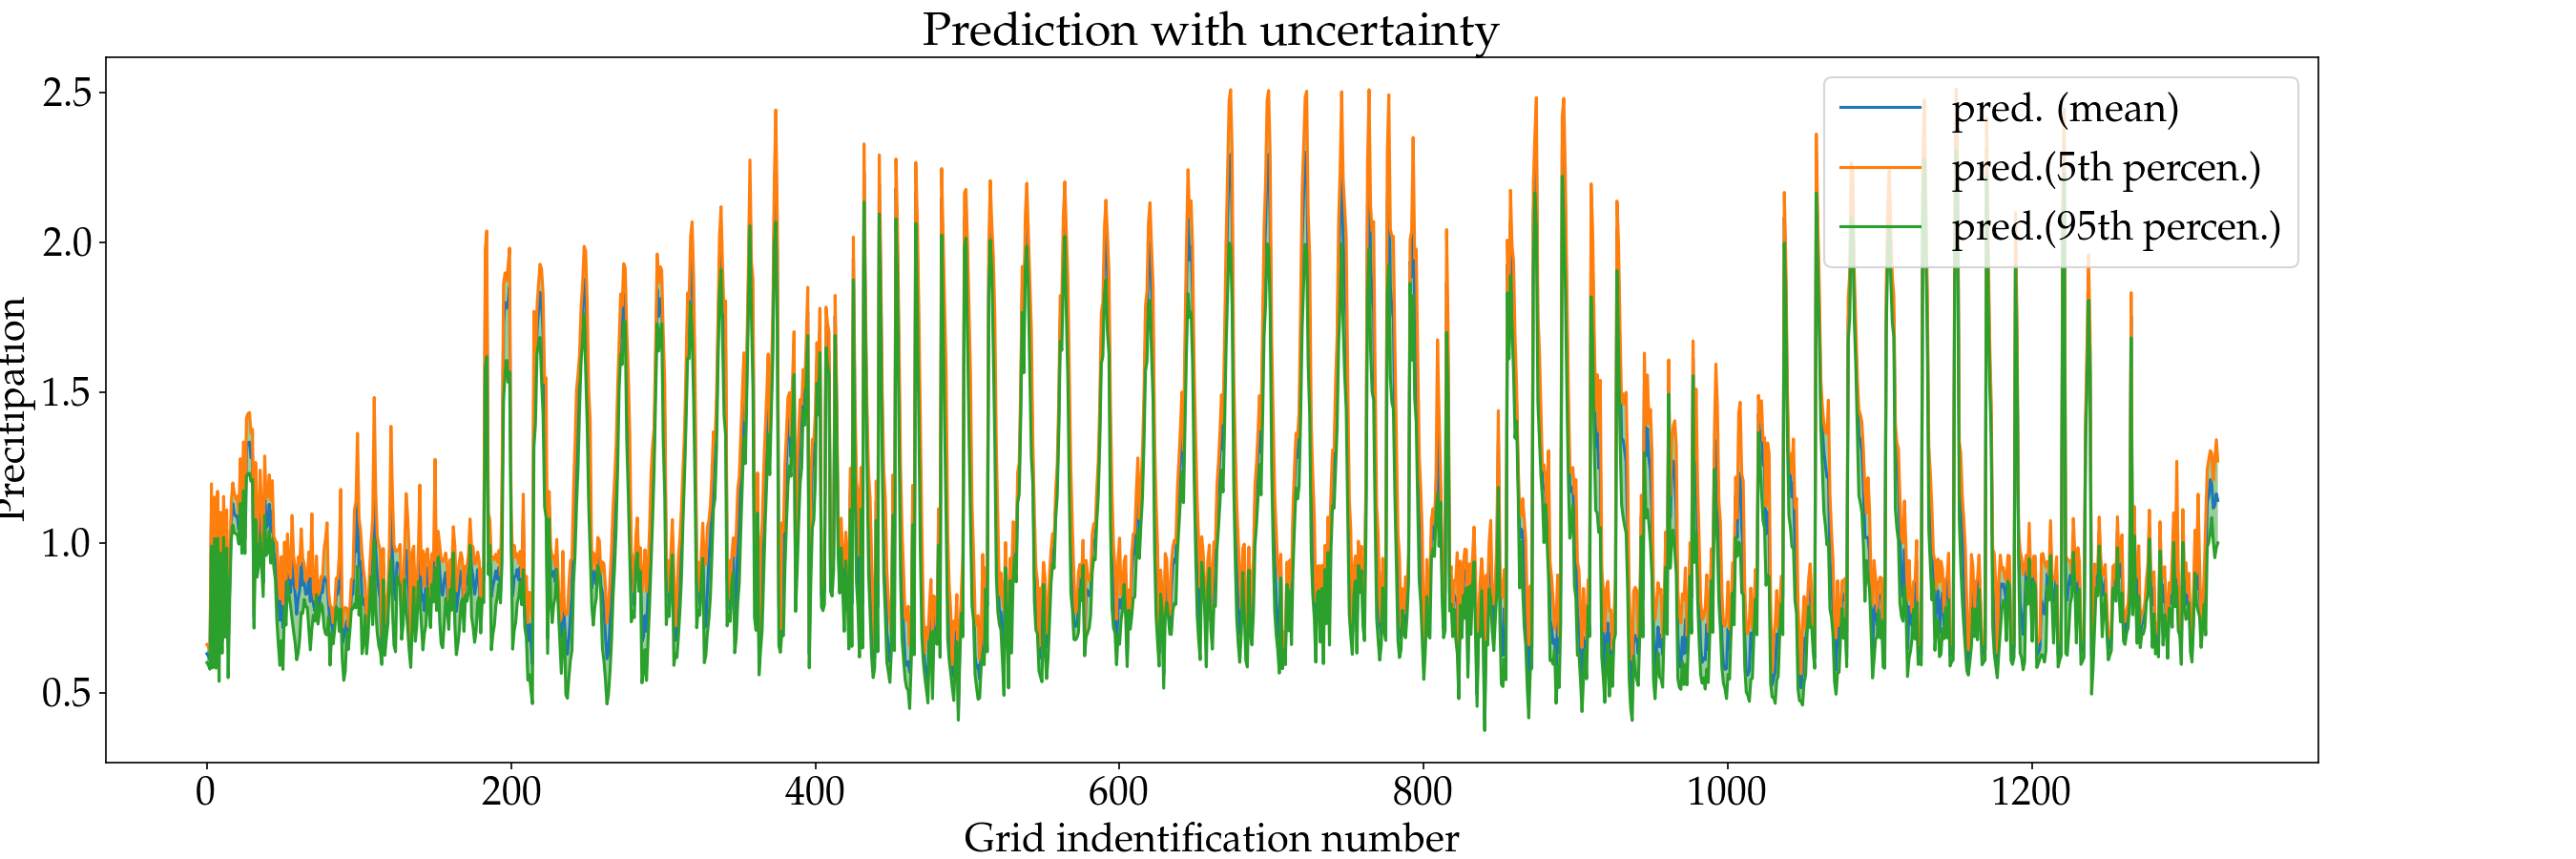 Prediction with uncertainty
Precitipation
2.5
2.0
1.5
1.0
0.5
pred. (mean)
pred.(5th percen.)
pred.(95th percen.)
0 200 400 600 800 1000 1200
Grid indentification number